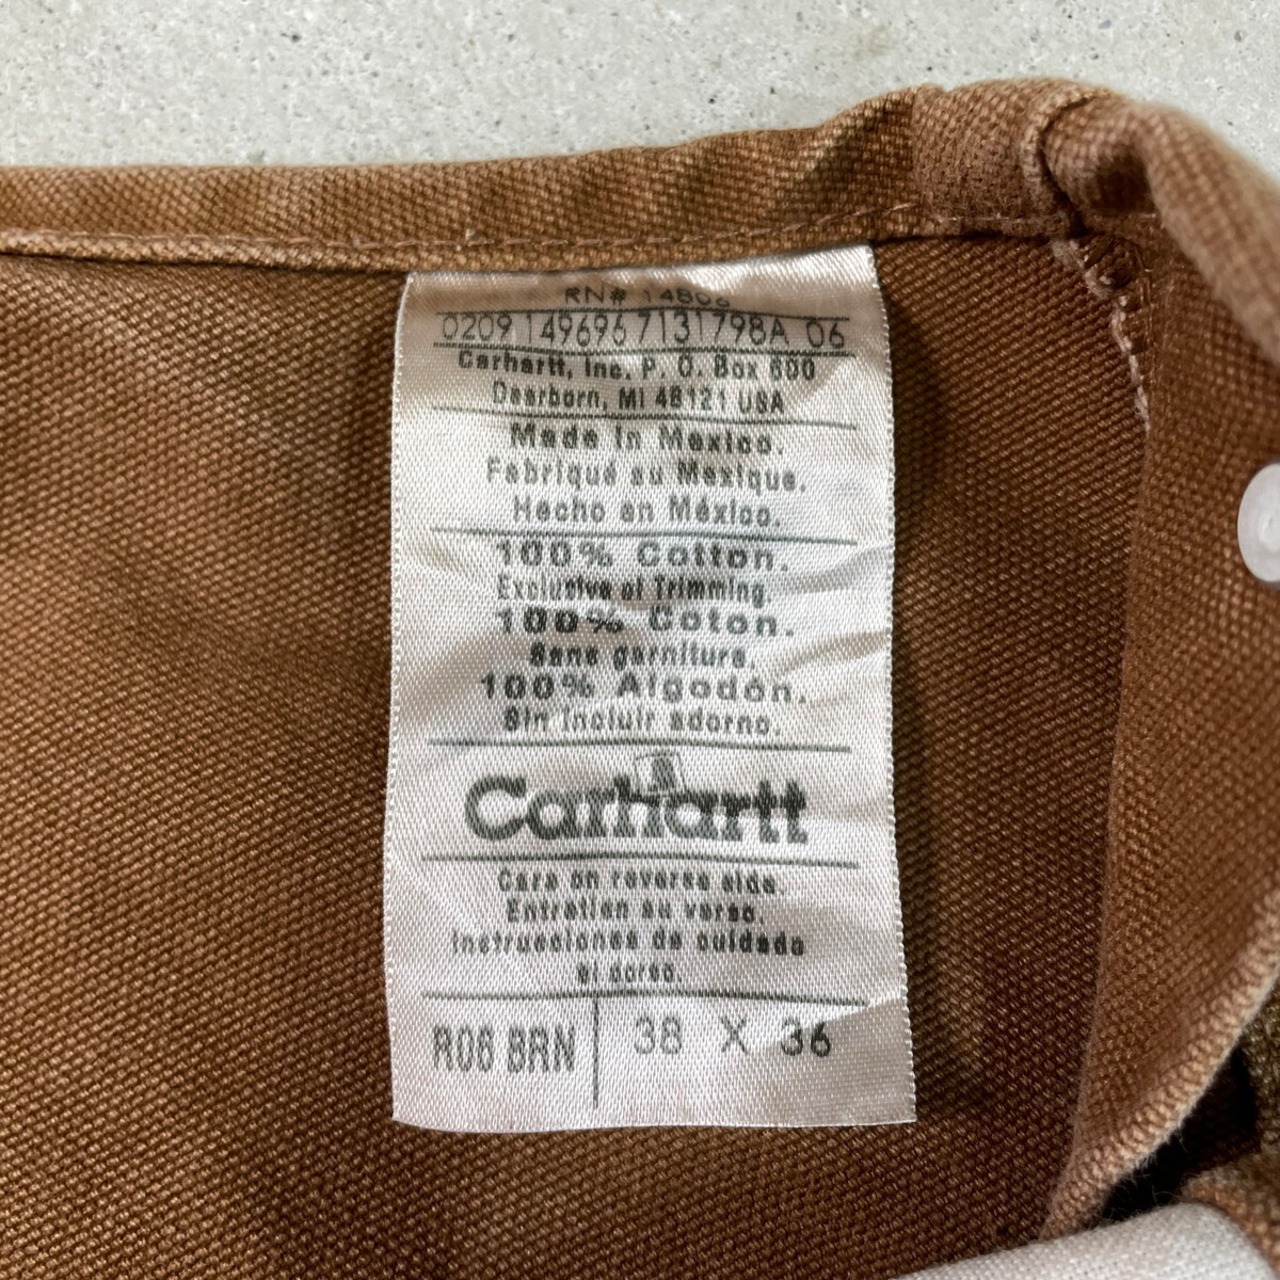 RN# 14806
0209 149696 7131798A 06
Carhartt, Inc. P. O. Box 600
Dearborn, MI 48121 USA
Made in Mexico.
Fabriqué au Mexique.
Hecho en México.
100% Cotton.
Exclusive of Trimming.
100% Coton.
Sans garniture.
100% Algodón.
Sin incluir adorno.
Carhartt
Care on reverse side.
Entretien au verso.
Instrucciones de cuidado
al dorso.
R06 BRN 38 X 36